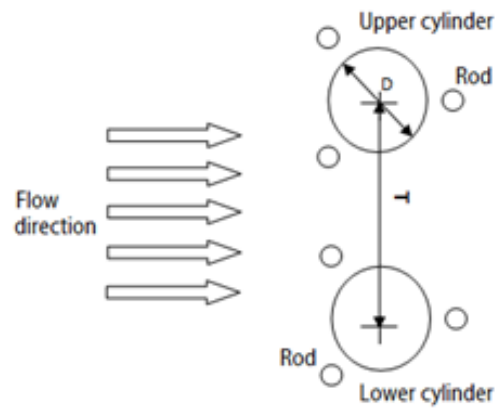 Upper cylinder
D
Rod
T
Flow
direction
Rod
Lower cylinder